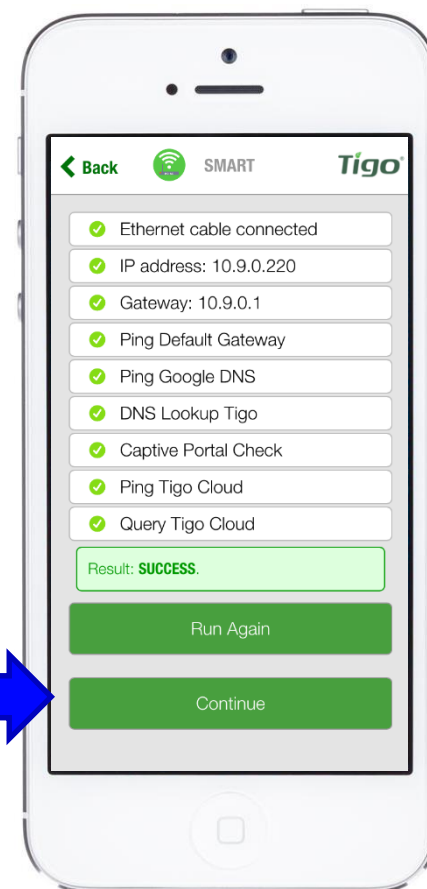 Back
SMART
Tigo
Ethernet cable connected
IP address: 10.9.0.220
Gateway: 10.9.0.1
Ping Default Gateway
Ping Google DNS
DNS Lookup Tigo
Captive Portal Check
Ping Tigo Cloud
Query Tigo Cloud
Result: SUCCESS.
Run Again
Continue